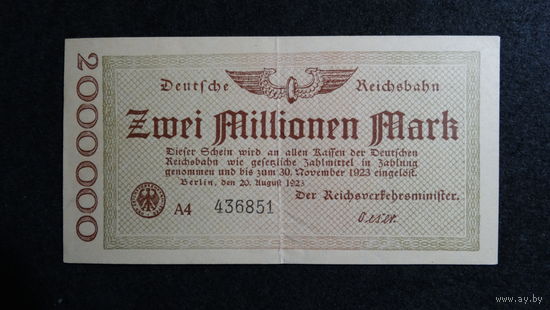 2000000
Deutsche Reichsbahn
Zwei Millionen Mark
Dieser Schein wird an allen Kassen der Deutschen
Reichsbahn wie gesetzliche Zahlmittel in Zahlung
genommen und bis zum 30. November 1923 eingelöst.
Berlin, den 20. August 1923
Der Reichsverkehrsminister.
A4 436851
Oeser
www.ay.by